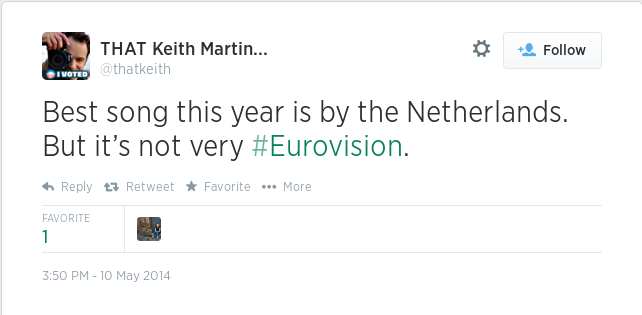 THAT Keith Martin...
@thatkeith
Follow
I VOTED
Best song this year is by the Netherlands.
But it’s not very #Eurovision.
Reply Retweet Favorite More
FAVORITE
1
3:50 PM - 10 May 2014